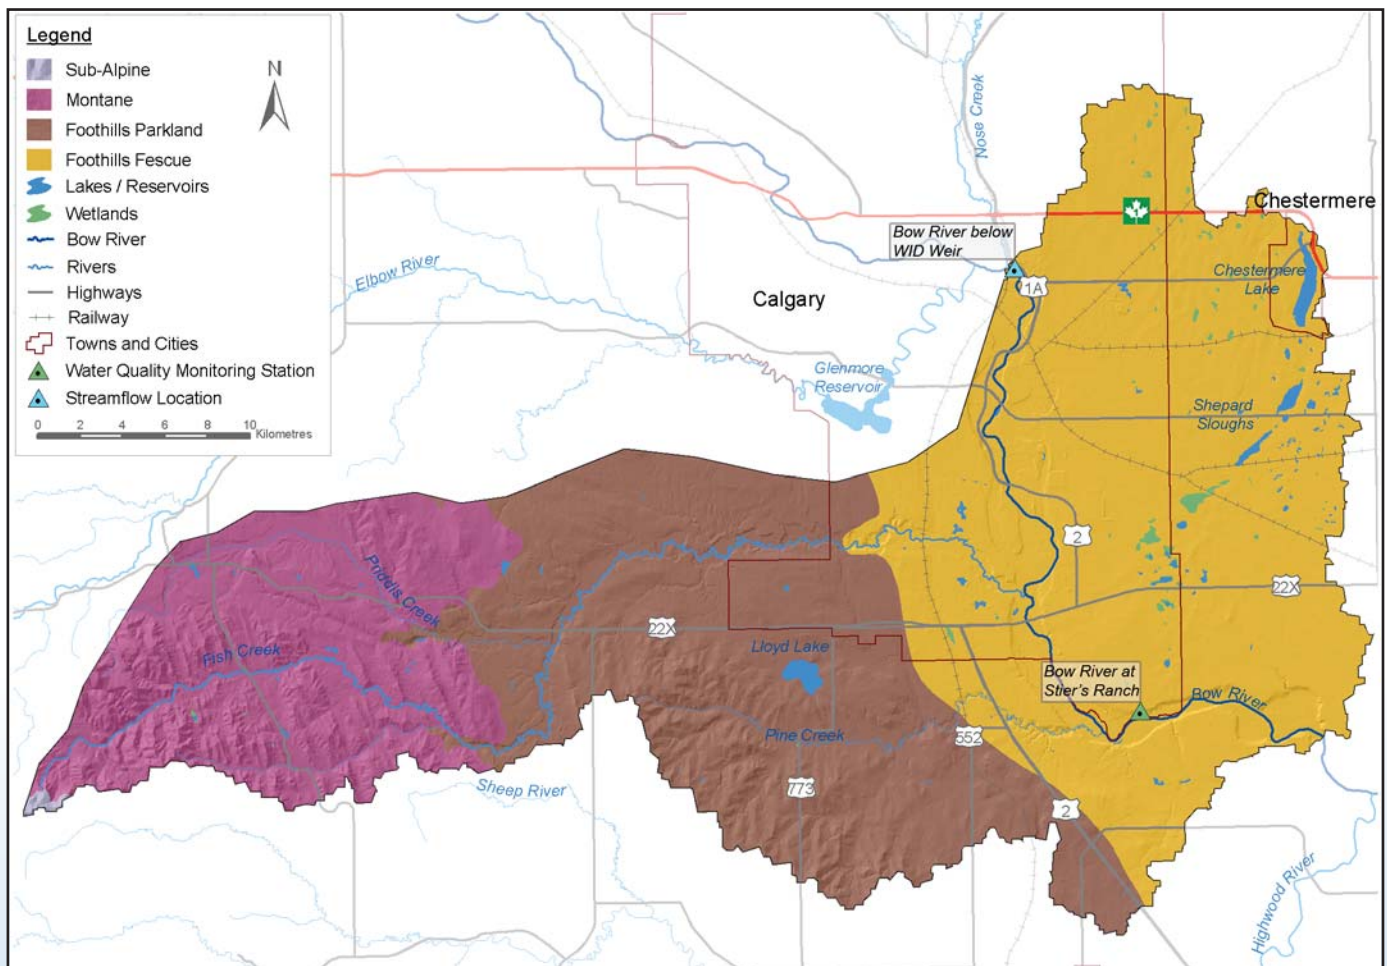 Legend
Sub-Alpine
Montane
Foothills Parkland
Foothills Fescue
Lakes / Reservoirs
Wetlands
Bow River
Rivers
Highways
Railway
Towns and Cities
Water Quality Monitoring Station
Streamflow Location
0 2 4 6 8 10
Kilometres
N
Nose Creek
Chestermere
1
Bow River below
WID Weir
Elbow River
Chestermere
Lake
1A
Calgary
Glenmore
Reservoir
Shepard
Sloughs
2
Priddis Creek
22X
22X
Fish Creek
Lloyd Lake
Bow River at
Stier's Ranch
Bow River
Pine Creek
552
Sheep River
773
2
Highwood River